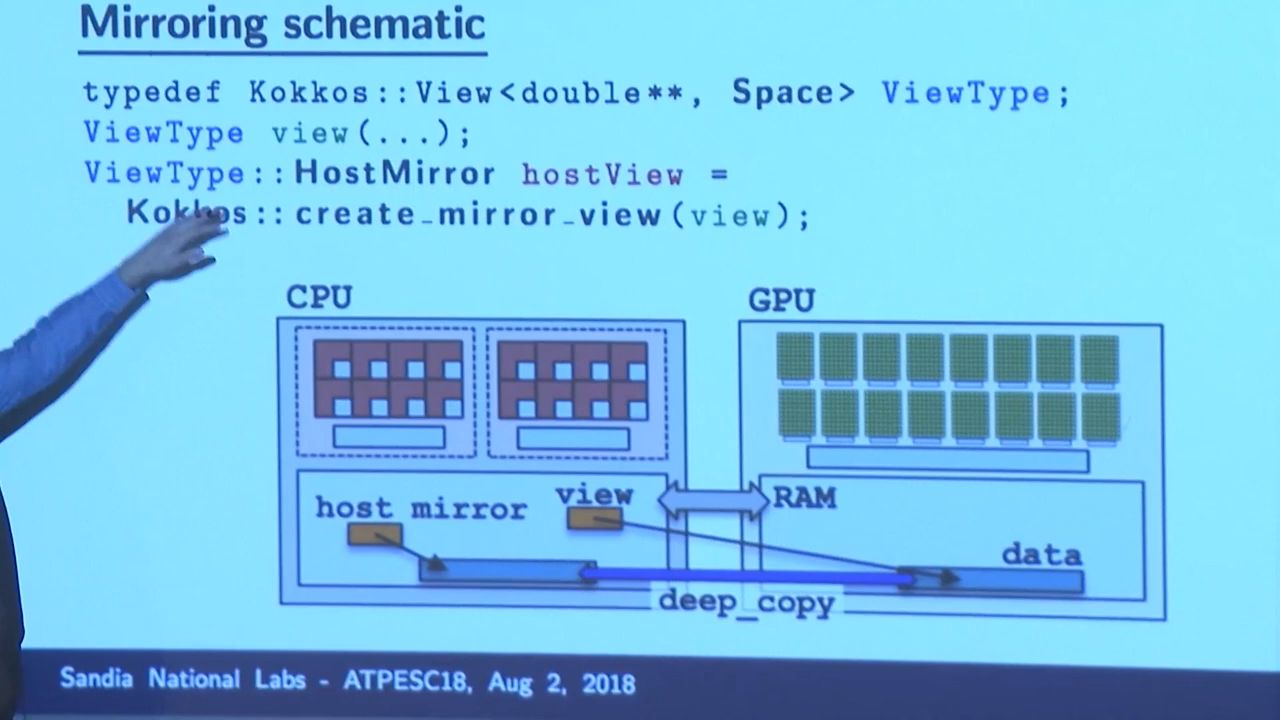 Mirroring schematic
typedef Kokkos::View<double**, Space> ViewType;
ViewType view(...);
ViewType::HostMirror hostView =
Kokkos::create_mirror_view(view);
CPU
GPU
host mirror
view
RAM
data
deep_copy
Sandia National Labs - ATPESC18, Aug 2, 2018